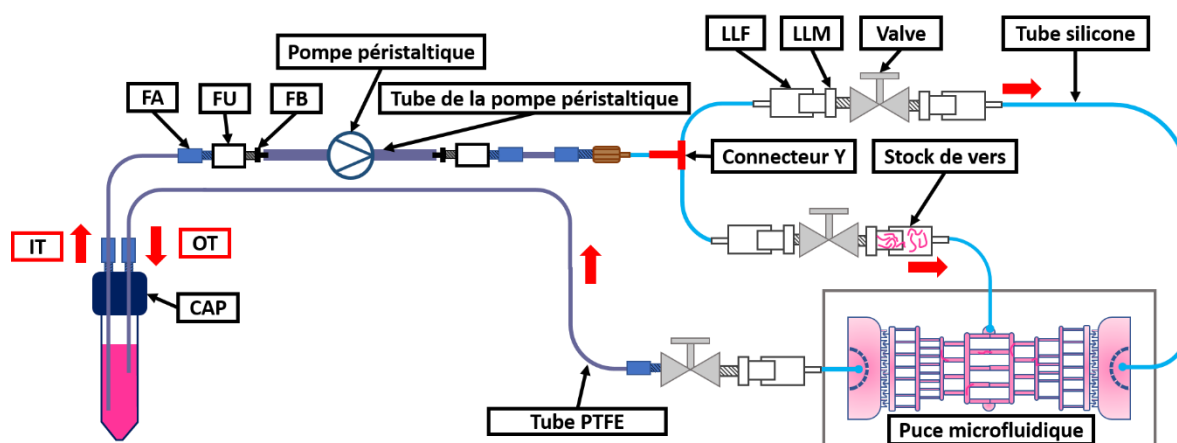 Pompe péristaltique
LLF
LLM
Valve
Tube silicone
FA
FU
FB
Tube de la pompe péristaltique
Connecteur Y
Stock de vers
IT
OT
CAP
Tube PTFE
Puce microfluidique